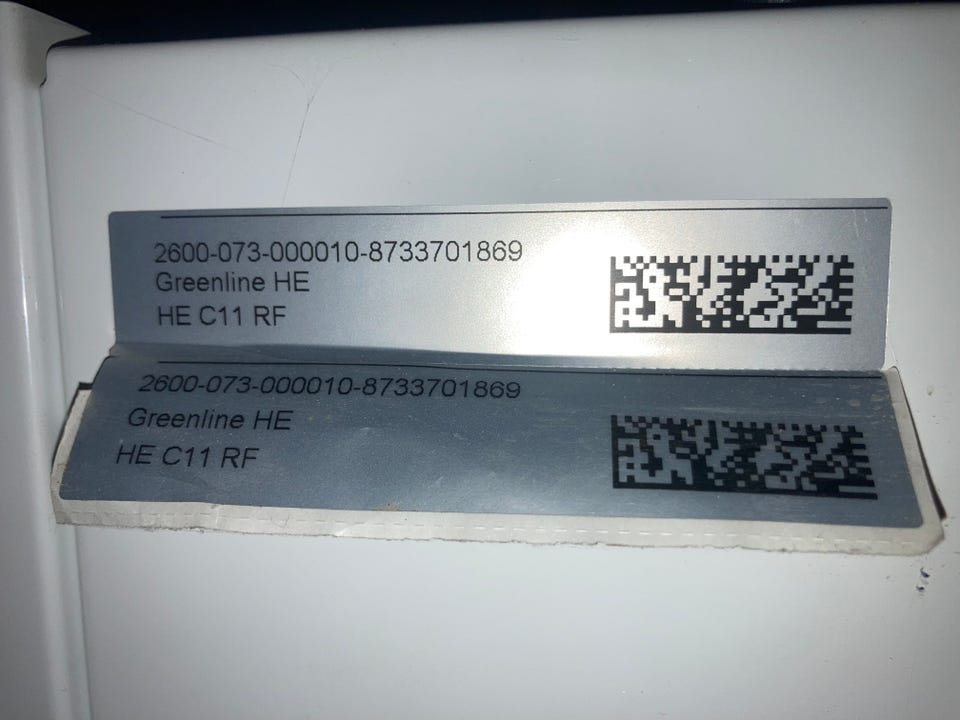 2600-073-000010-8733701869
Greenline HE
HE C11 RF
2600-073-000010-8733701869
Greenline HE
HE C11 RF